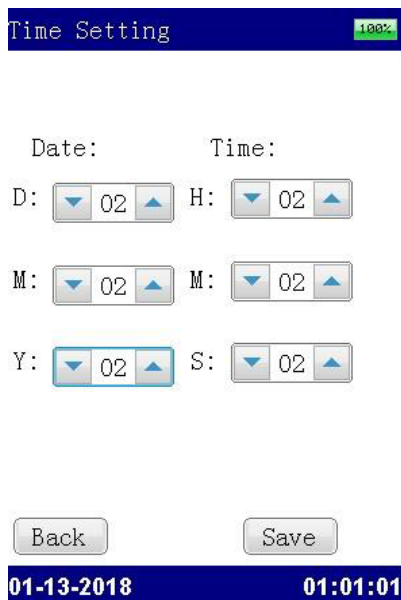 Time Setting 100%
Date: Time:
D: 02 H: 02
M: 02 M: 02
Y: 02 S: 02
Back Save
01-13-2018 01:01:01